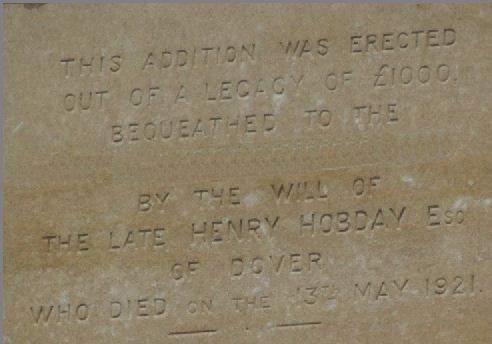 THIS ADDITION WAS ERECTED
OUT OF A LEGACY OF £1000.
BEQUEATHED TO THE
BY THE WILL OF
THE LATE HENRY HOBDAY ESQ
OF DOVER
WHO DIED ON THE 13TH MAY 1921.